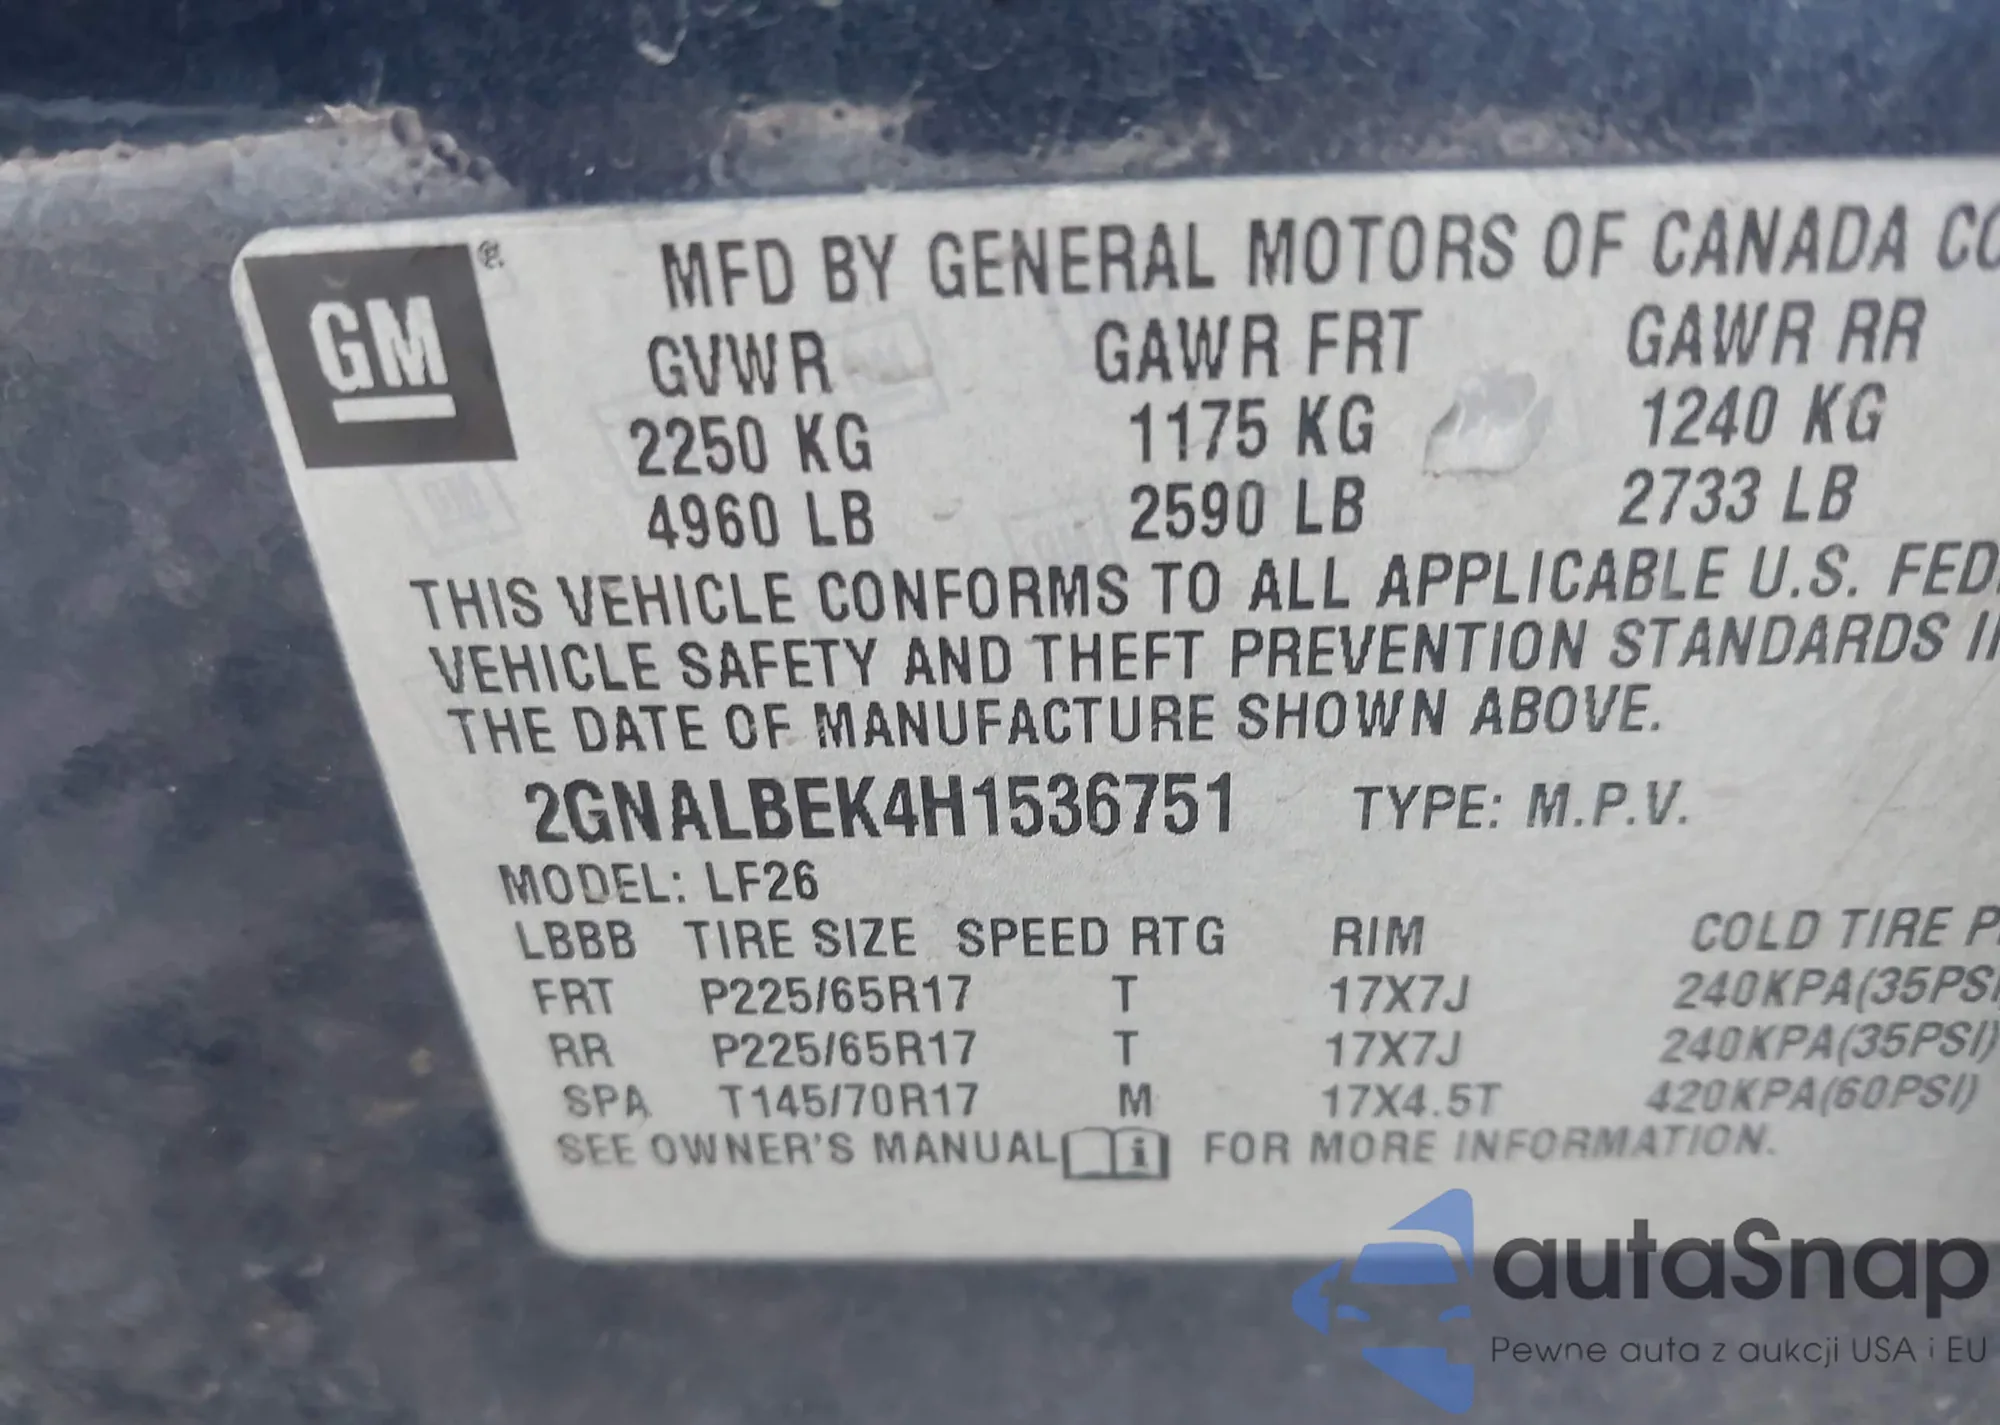 GM ®
MFD BY GENERAL MOTORS OF CANADA CO
GVWR GAWR FRT GAWR RR
2250 KG 1175 KG 1240 KG
4960 LB 2590 LB 2733 LB
THIS VEHICLE CONFORMS TO ALL APPLICABLE U.S. FED
VEHICLE SAFETY AND THEFT PREVENTION STANDARDS I
THE DATE OF MANUFACTURE SHOWN ABOVE.
2GNALBEK4H1536751 TYPE: M.P.V.
MODEL: LF26
LBBB TIRE SIZE SPEED RTG RIM COLD TIRE P
FRT P225/65R17 T 17X7J 240KPA(35PSI
RR P225/65R17 T 17X7J 240KPA(35PSI)
SPA T145/70R17 M 17X4.5T 420KPA(60PSI)
SEE OWNER'S MANUAL i FOR MORE INFORMATION.
autaSnap
Pewne auta z aukcji USA i EU